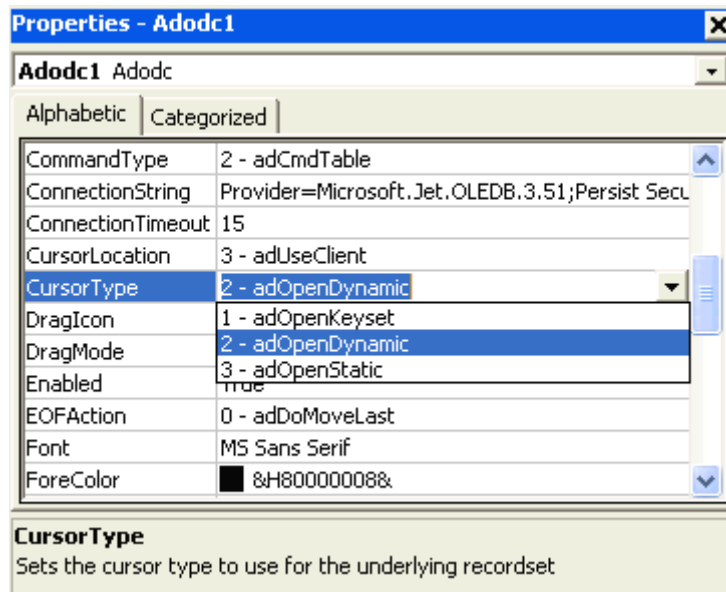 Properties - Adodc1
Adodc1 Adodc
Alphabetic Categorized
CommandType 2 - adCmdTable
ConnectionString Provider=Microsoft.Jet.OLEDB.3.51;Persist Secu
ConnectionTimeout 15
CursorLocation 3 - adUseClient
CursorType 2 - adOpenDynamic
DragIcon 1 - adOpenKeyset
DragMode 2 - adOpenDynamic
3 - adOpenStatic
Enabled True
EOFAction 0 - adDoMoveLast
Font MS Sans Serif
ForeColor &H80000008&
CursorType
Sets the cursor type to use for the underlying recordset